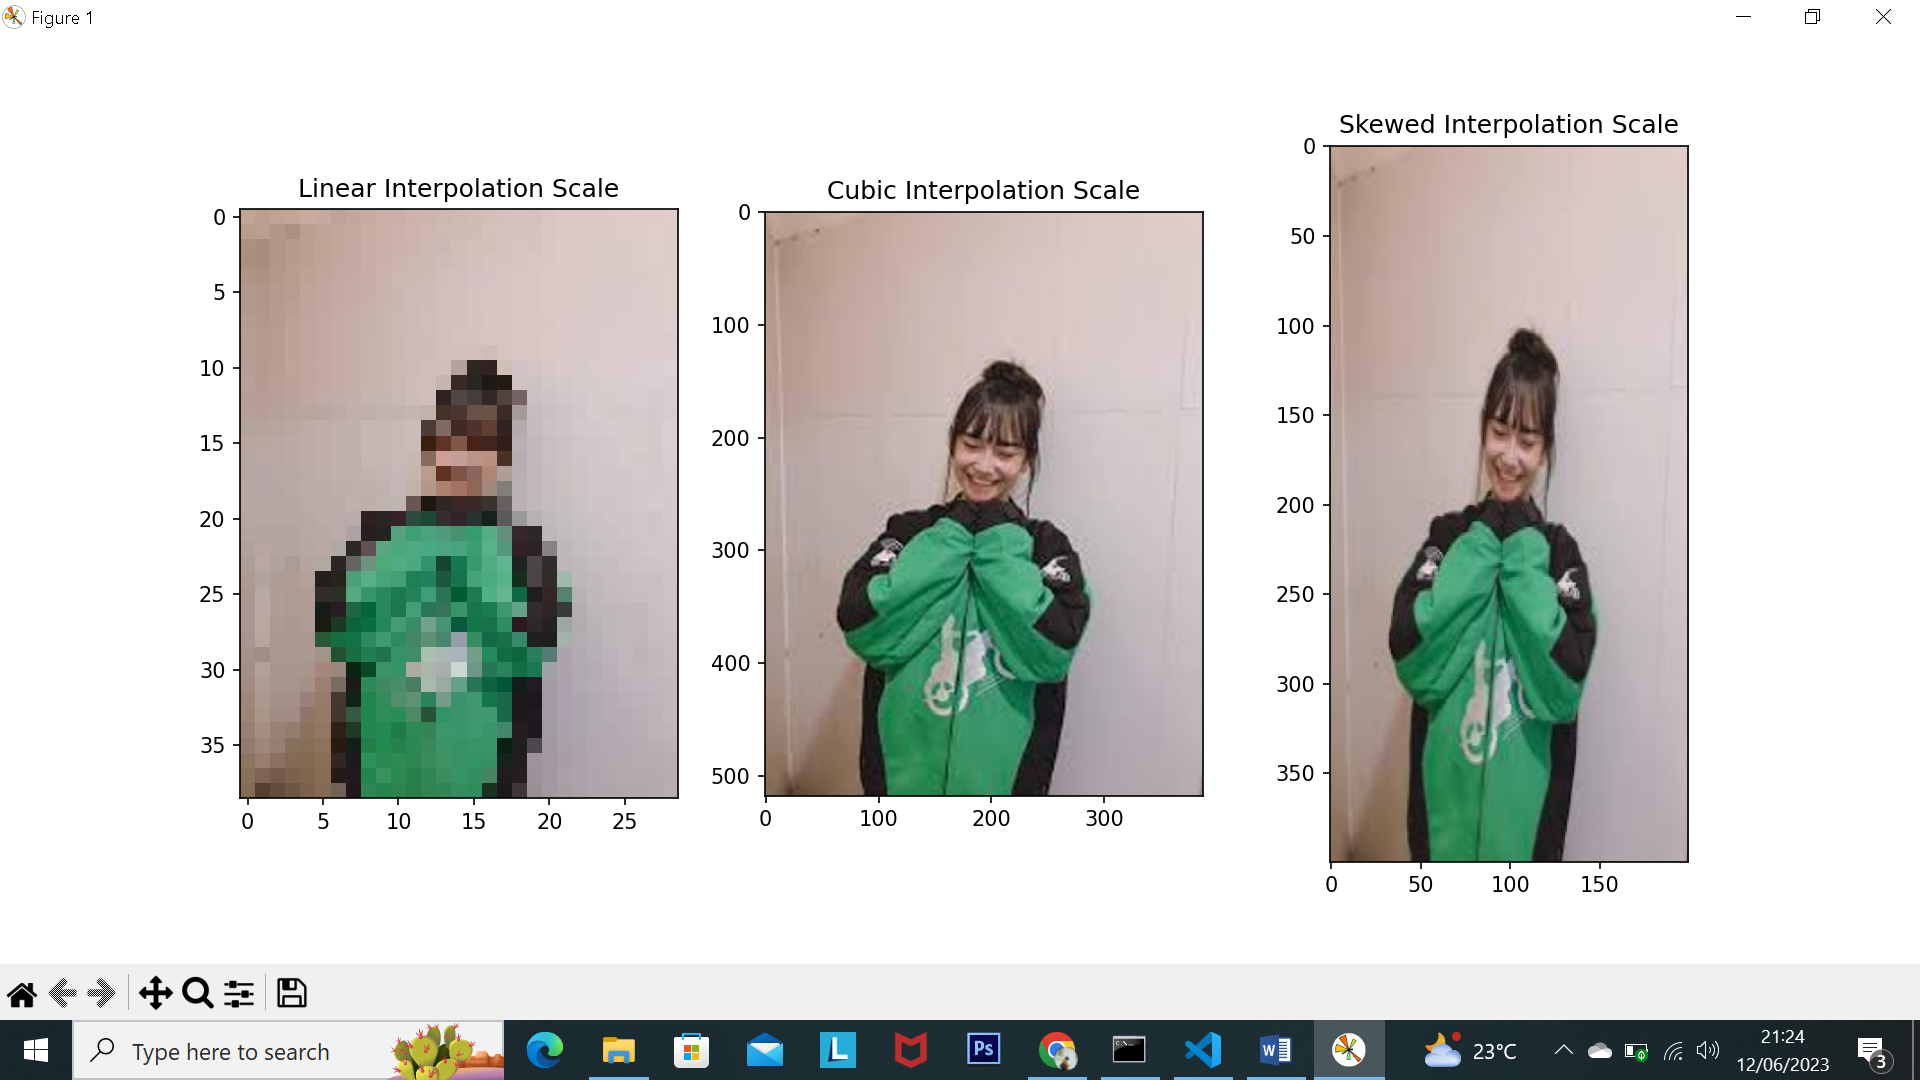 Figure 1
Linear Interpolation Scale
0
5
10
15
20
25
30
35
0 5 10 15 20 25
Cubic Interpolation Scale
0
100
200
300
400
500
0 100 200 300
Skewed Interpolation Scale
0
50
100
150
200
250
300
350
0 50 100 150
Type here to search
L
Ps
W
23°C
21:24
12/06/2023
3